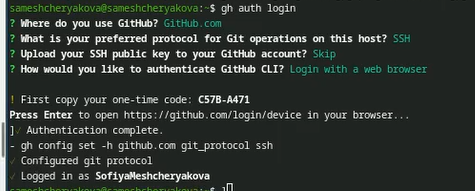 sameshcheryakova@sameshcheryakova:~$ gh auth login
? Where do you use GitHub? GitHub.com
? What is your preferred protocol for Git operations on this host? SSH
? Upload your SSH public key to your GitHub account? Skip
? How would you like to authenticate GitHub CLI? Login with a web browser
! First copy your one-time code: C57B-A471
Press Enter to open https://github.com/login/device in your browser...
]✓ Authentication complete.
- gh config set -h github.com git_protocol ssh
✓ Configured git protocol
✓ Logged in as SofiyaMeshcheryakova
sameshcheryakova@sameshcheryakova:~$ ]